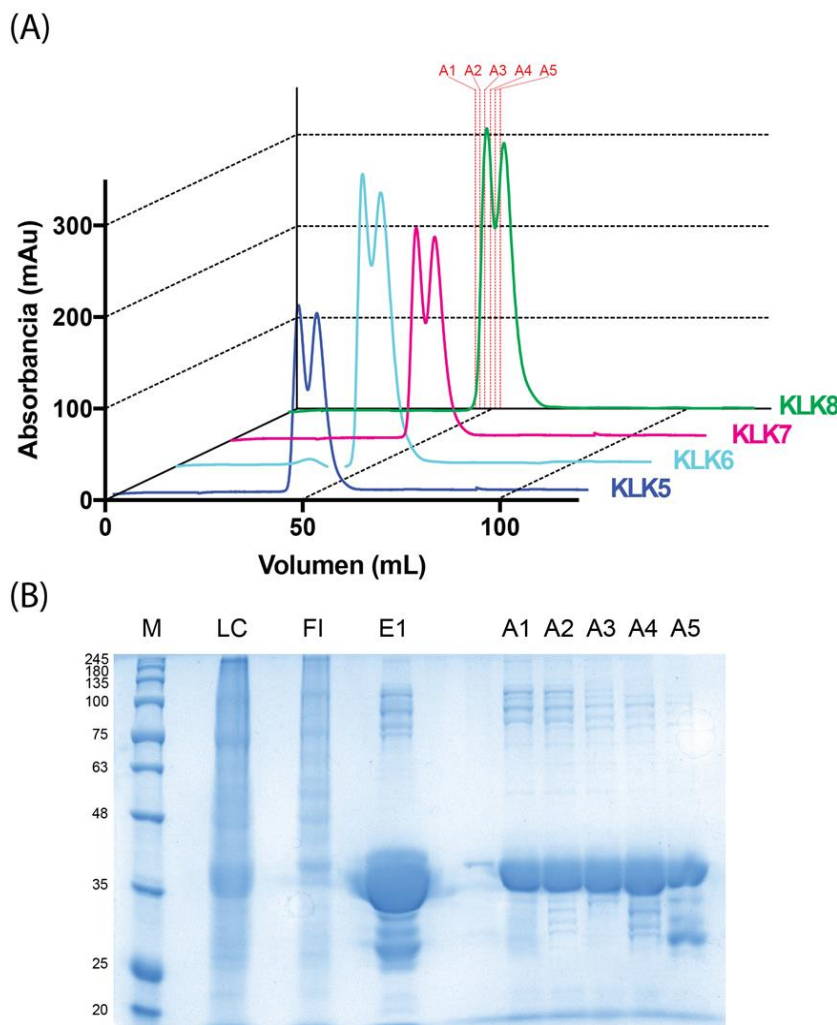 (A)
A1 A2 A3 A4 A5
Absorbancia (mAu)
300
200
100
0
0 50 100
Volumen (mL)
KLK8
KLK7
KLK6
KLK5
(B)
M LC FI E1 A1 A2 A3 A4 A5
245
180
135
100
75
63
48
35
25
20